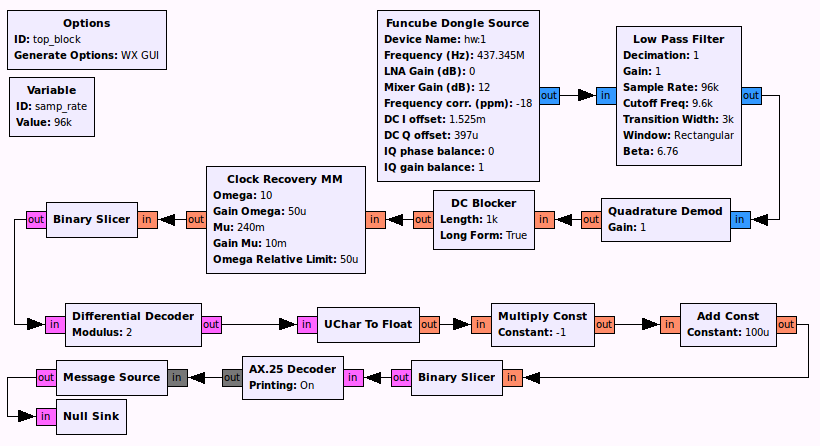 Options
ID: top_block
Generate Options: WX GUI
Variable
ID: samp_rate
Value: 96k
Funcube Dongle Source
Device Name: hw:1
Frequency (Hz): 437.345M
LNA Gain (dB): 0
Mixer Gain (dB): 12
Frequency corr. (ppm): -18
DC I offset: 1.525m
DC Q offset: 397u
IQ phase balance: 0
IQ gain balance: 1
out
in
Low Pass Filter
Decimation: 1
Gain: 1
Sample Rate: 96k
Cutoff Freq: 9.6k
Transition Width: 3k
Window: Rectangular
Beta: 6.76
out
out
Binary Slicer
in
out
Clock Recovery MM
Omega: 10
Gain Omega: 50u
Mu: 240m
Gain Mu: 10m
Omega Relative Limit: 50u
in
out
DC Blocker
Length: 1k
Long Form: True
in
out
Quadrature Demod
Gain: 1
in
in
Differential Decoder
Modulus: 2
out
in
UChar To Float
out
in
Multiply Const
Constant: -1
out
in
Add Const
Constant: 100u
out
out
Message Source
in
out
AX.25 Decoder
Printing: On
in
out
Binary Slicer
in
in
Null Sink